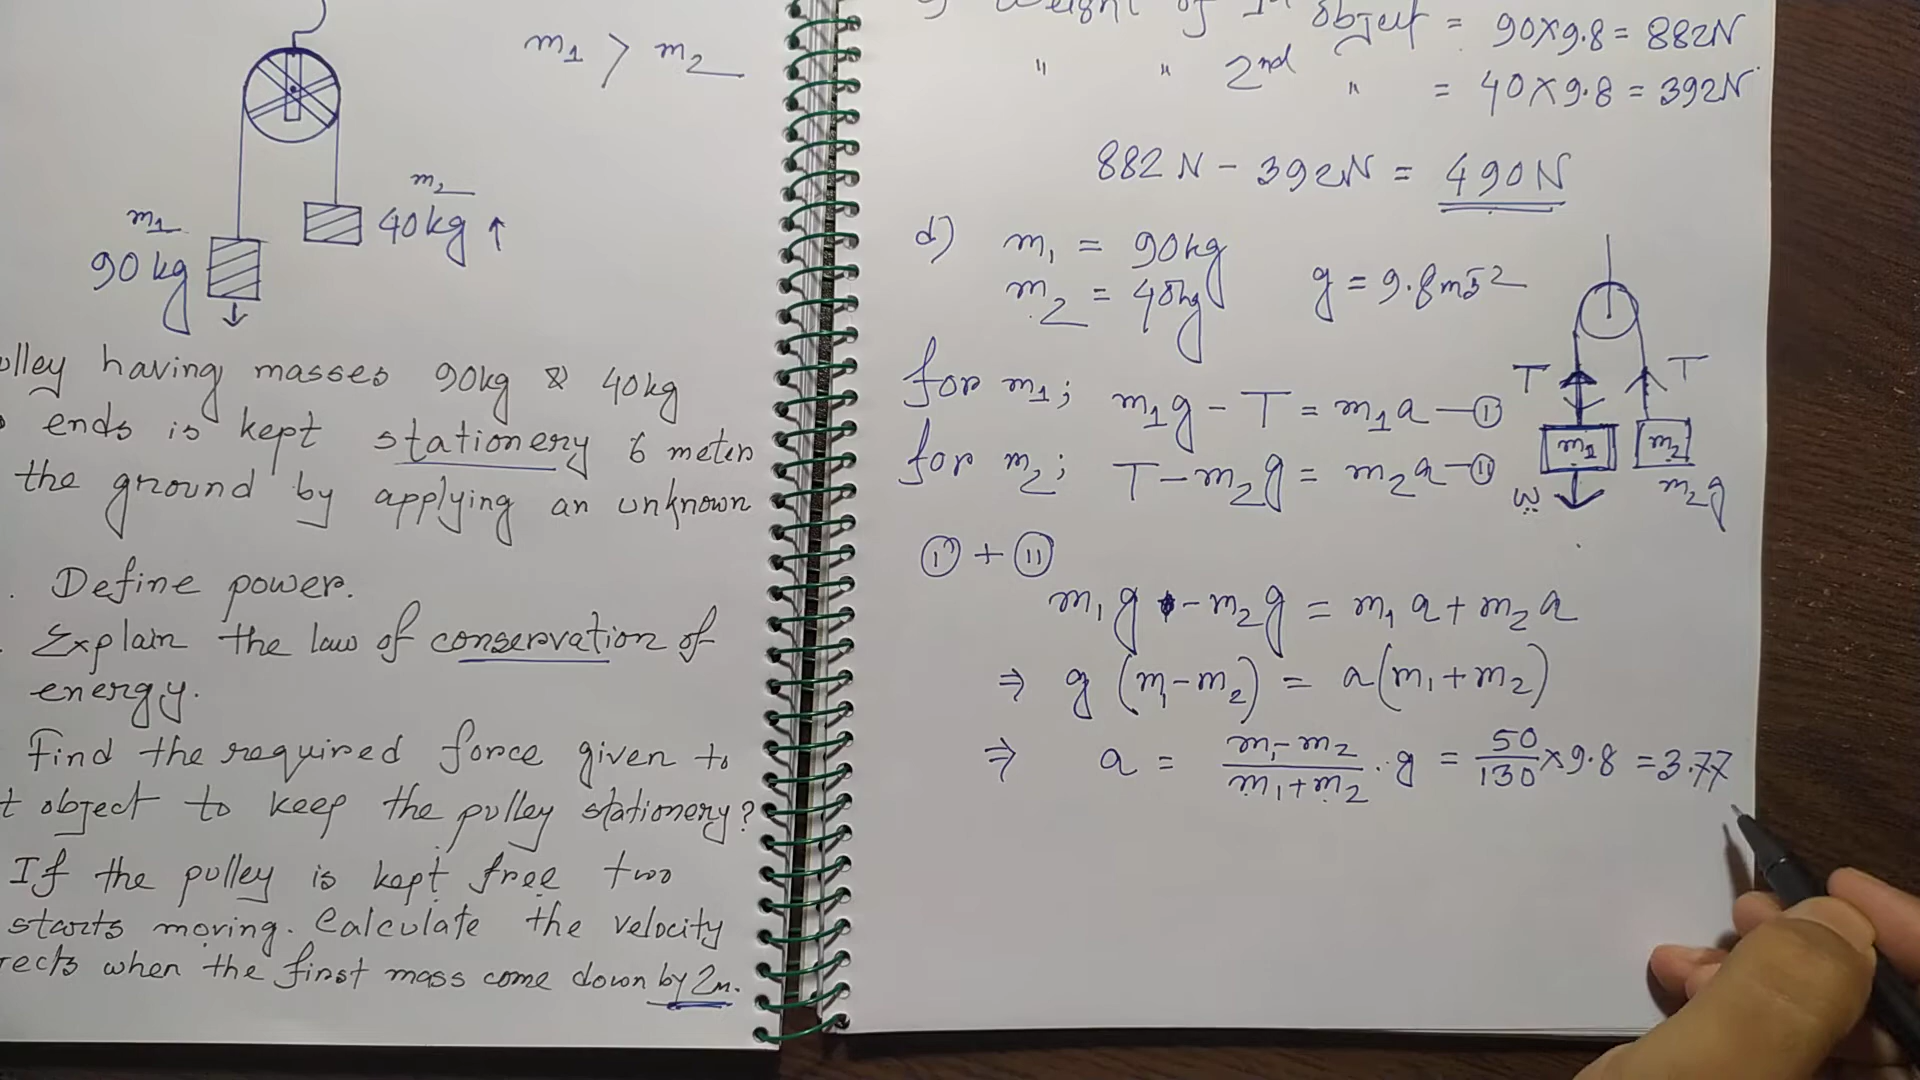 m₁ > m₂
m₂
40kg ↑
m₁
90 kg
having masses 90kg & 40kg
ends is kept stationery 6 meter
the ground by applying an unknown
. Define power.
. Explain the law of conservation of
energy.
Find the required force given to
object to keep the pulley stationery?
If the pulley is kept free two
starts moving. Calculate the velocity
when the first mass come down by 2m.
Weight of 1st object = 90×9.8 = 882N
" " 2nd " = 40×9.8 = 392N
882 N - 392N = 490N
d) m₁ = 90kg
m₂ = 40kg
g = 9.8ms⁻²
for m₁; m₁g - T = m₁a — (i)
for m₂; T - m₂g = m₂a — (ii)
T T
m₁ m₂
m₂g
(i) + (ii)
m₁g - m₂g = m₁a + m₂a
⇒ g (m₁-m₂) = a(m₁+m₂)
⇒ a = m₁-m₂/m₁+m₂ . g = 50/130 × 9.8 = 3.77